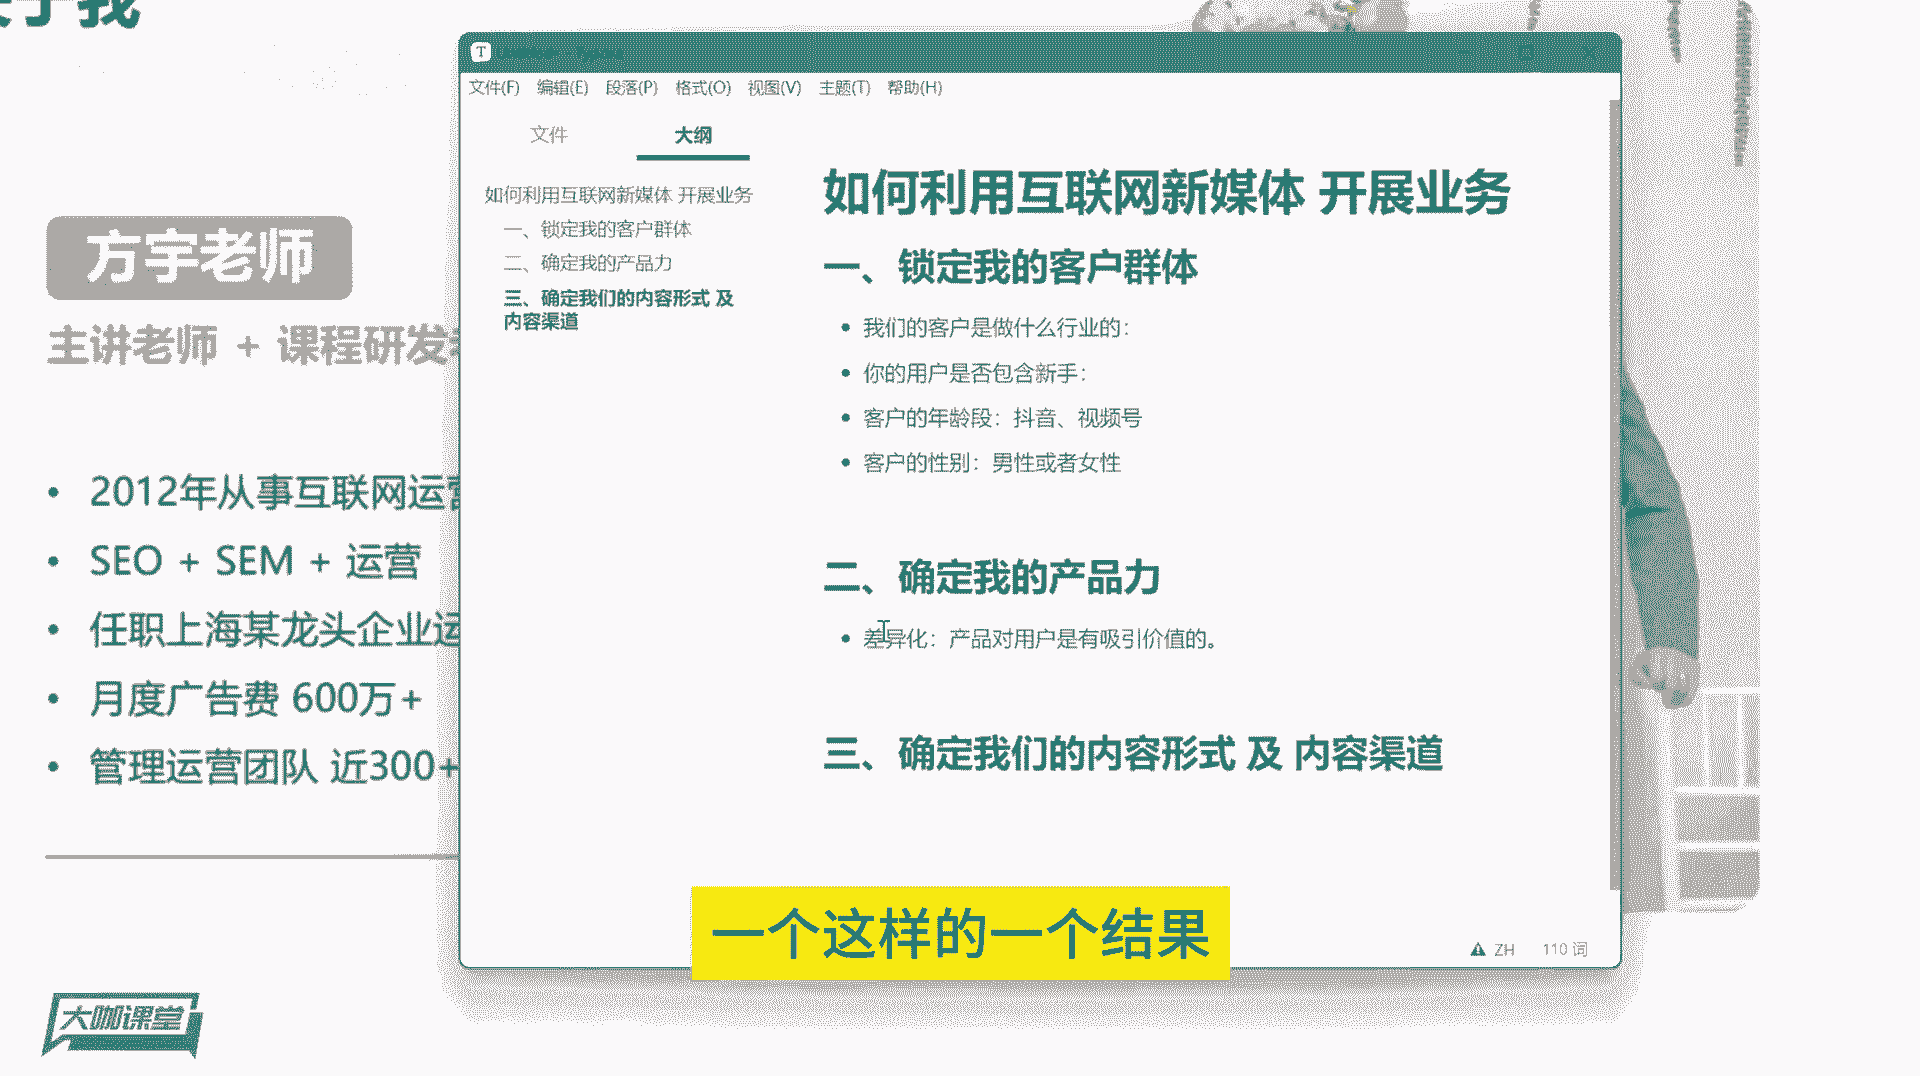 方宇老师
主讲老师 + 课程研发
2012年从事互联网运营
SEO + SEM + 运营
任职上海某龙头企业运
月度广告费 600万+
管理运营团队 近300+
大咖课堂
T
文件(F) 编辑(E) 段落(P) 格式(O) 视图(V) 主题(T) 帮助(H)
文件 大纲
如何利用互联网新媒体 开展业务
一、锁定我的客户群体
二、确定我的产品力
三、确定我们的内容形式 及
内容渠道
如何利用互联网新媒体 开展业务
一、锁定我的客户群体
我们的客户是做什么行业的：
你的用户是否包含新手：
客户的年龄段：抖音、视频号
客户的性别：男性或者女性
二、确定我的产品力
差异化：产品对用户是有吸引价值的。
三、确定我们的内容形式 及 内容渠道
一个这样的一个结果
ZH 110 词